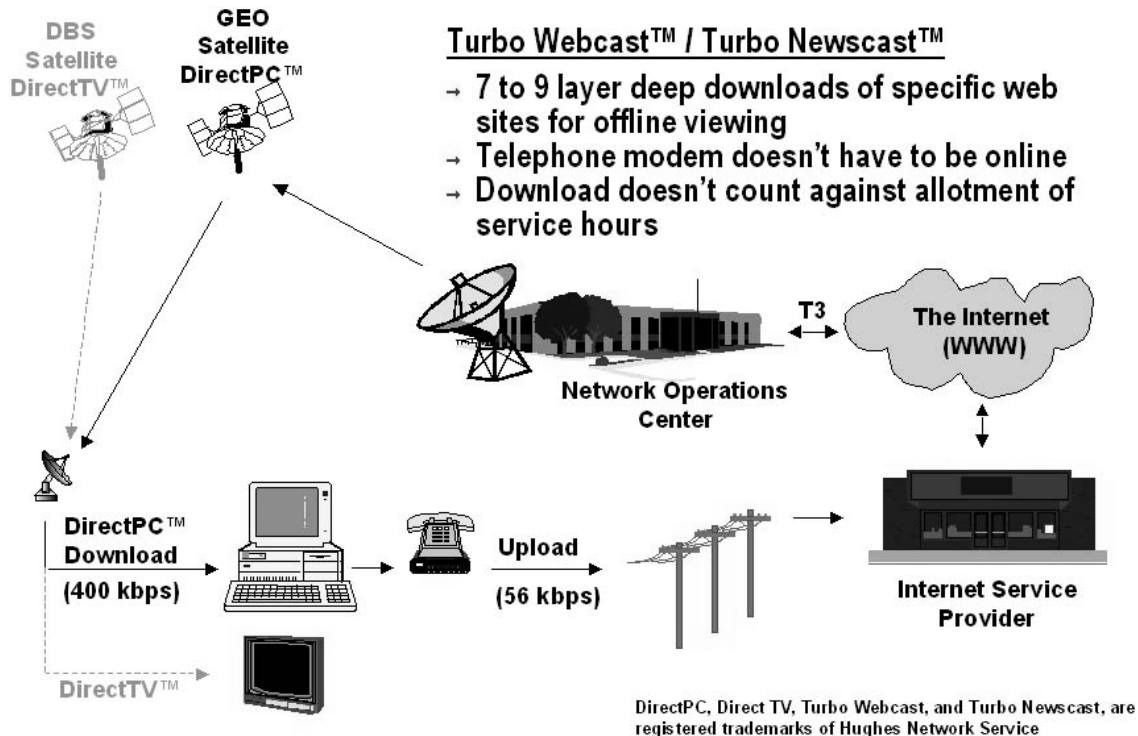 DBS
Satellite
DirectTV™
GEO
Satellite
DirectPC™
Turbo Webcast™ / Turbo Newscast™
→ 7 to 9 layer deep downloads of specific web
sites for offline viewing
→ Telephone modem doesn't have to be online
→ Download doesn't count against allotment of
service hours
T3
The Internet
(WWW)
Network Operations
Center
DirectPC™
Download
(400 kbps)
Upload
(56 kbps)
Internet Service
Provider
DirectTV™
DirectPC, Direct TV, Turbo Webcast, and Turbo Newscast, are
registered trademarks of Hughes Network Service